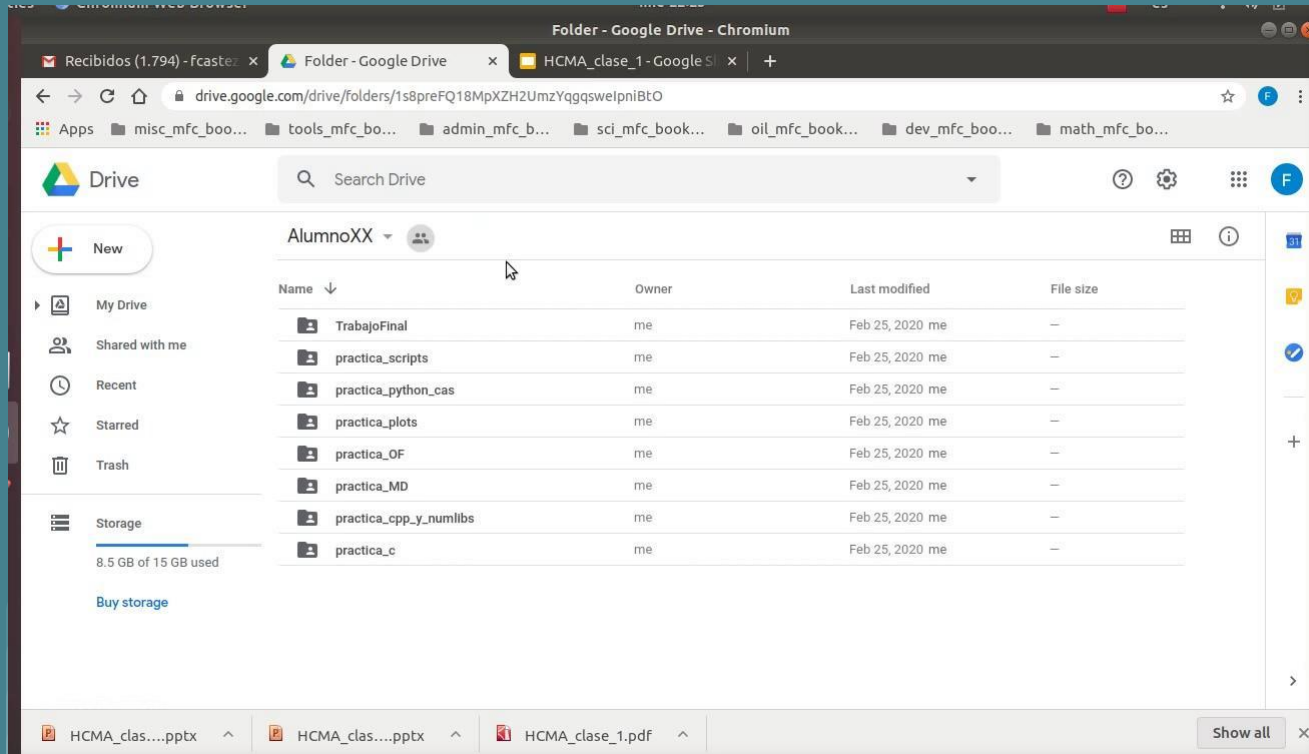 Chromium Web Browser
Folder - Google Drive - Chromium
Recibidos (1.794) - fcastez
Folder - Google Drive
HCMA_clase_1 - Google Sl
drive.google.com/drive/folders/1s8preFQ18MpXZH2UmzYqgqsweIpniBtO
F
Apps misc_mfc_boo... tools_mfc_bo... admin_mfc_b... sci_mfc_book... oil_mfc_book... dev_mfc_boo... math_mfc_bo...
Drive
Search Drive
F
New
AlumnoXX
31
Name Owner Last modified File size
My Drive
Shared with me
Recent
Starred
Trash
TrabajoFinal me Feb 25, 2020 me —
practica_scripts me Feb 25, 2020 me —
practica_python_cas me Feb 25, 2020 me —
practica_plots me Feb 25, 2020 me —
practica_OF me Feb 25, 2020 me —
practica_MD me Feb 25, 2020 me —
practica_cpp_y_numlibs me Feb 25, 2020 me —
practica_c me Feb 25, 2020 me —
Storage
8.5 GB of 15 GB used
Buy storage
HCMA_clas....pptx
HCMA_clas....pptx
HCMA_clase_1.pdf
Show all